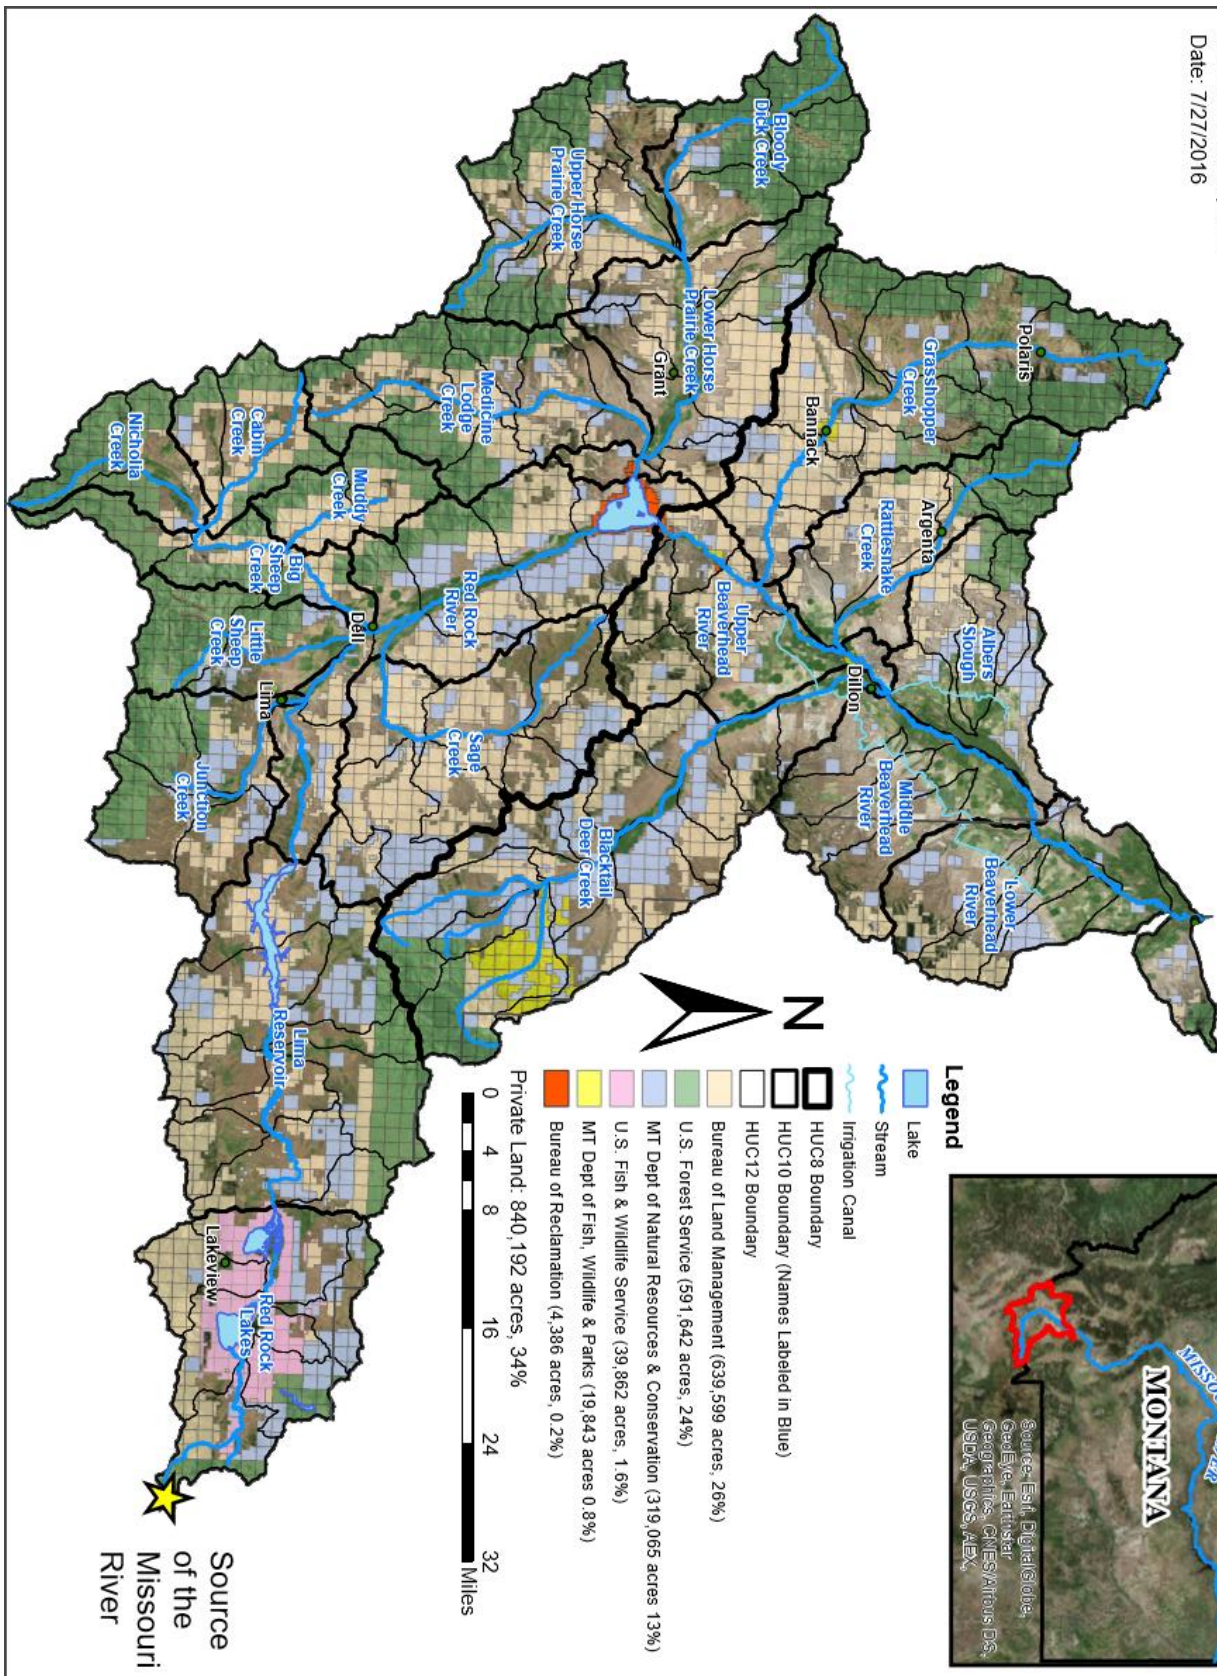 Date: 7/27/2016
Bloody
Dick Creek
Upper Horse
Prairie Creek
Lower Horse
Prairie Creek
Grant
Polaris
Grasshopper
Creek
Bannack
Argenta
Rattlesnake
Creek
Albers
Slough
Medicine
Lodge
Creek
Cabin
Creek
Nicholia
Creek
Muddy
Creek
Big
Sheep
Creek
Dell
Red Rock
River
Little
Sheep
Creek
Lima
Upper
Beaverhead
River
Dillon
Sage
Creek
Junction
Creek
Middle
Beaverhead
River
Blacktail
Deer Creek
Lower
Beaverhead
River
Lima
Reservoir
Lakeview
Red Rock
Lakes
N
Legend
Lake
Stream
Irrigation Canal
HUC8 Boundary
HUC10 Boundary (Names Labeled in Blue)
HUC12 Boundary
Bureau of Land Management (639,599 acres, 26%)
U.S. Forest Service (591,642 acres, 24%)
MT Dept of Natural Resources & Conservation (319,065 acres 13%)
U.S. Fish & Wildlife Service (39,862 acres, 1.6%)
MT Dept of Fish, Wildlife & Parks (19,843 acres 0.8%)
Bureau of Reclamation (4,386 acres, 0.2%)
Private Land: 840,192 acres, 34%
0 4 8 16 24 32
Miles
Source
of the
Missouri
River
MONTANA
Source: Esri, DigitalGlobe,
GeoEye, Earthstar
Geographics, CNES/Airbus DS,
USDA, USGS, AEX,